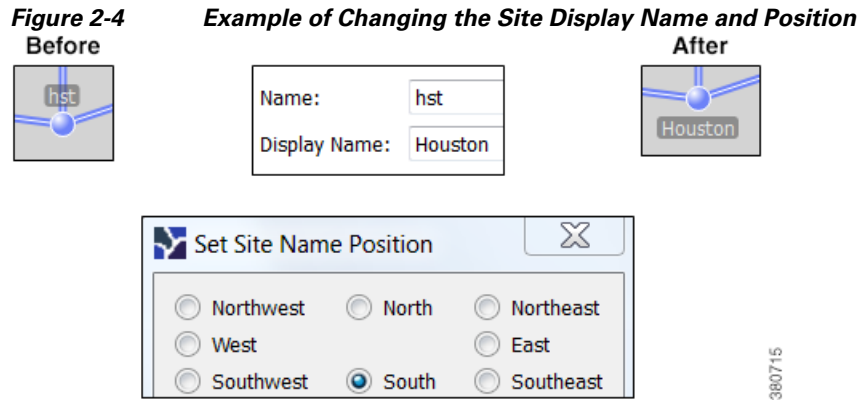 Figure 2-4 Example of Changing the Site Display Name and Position
Before
After
hst
Name: hst
Display Name: Houston
Houston
Set Site Name Position
Northwest North Northeast
West East
Southwest South Southeast
380715